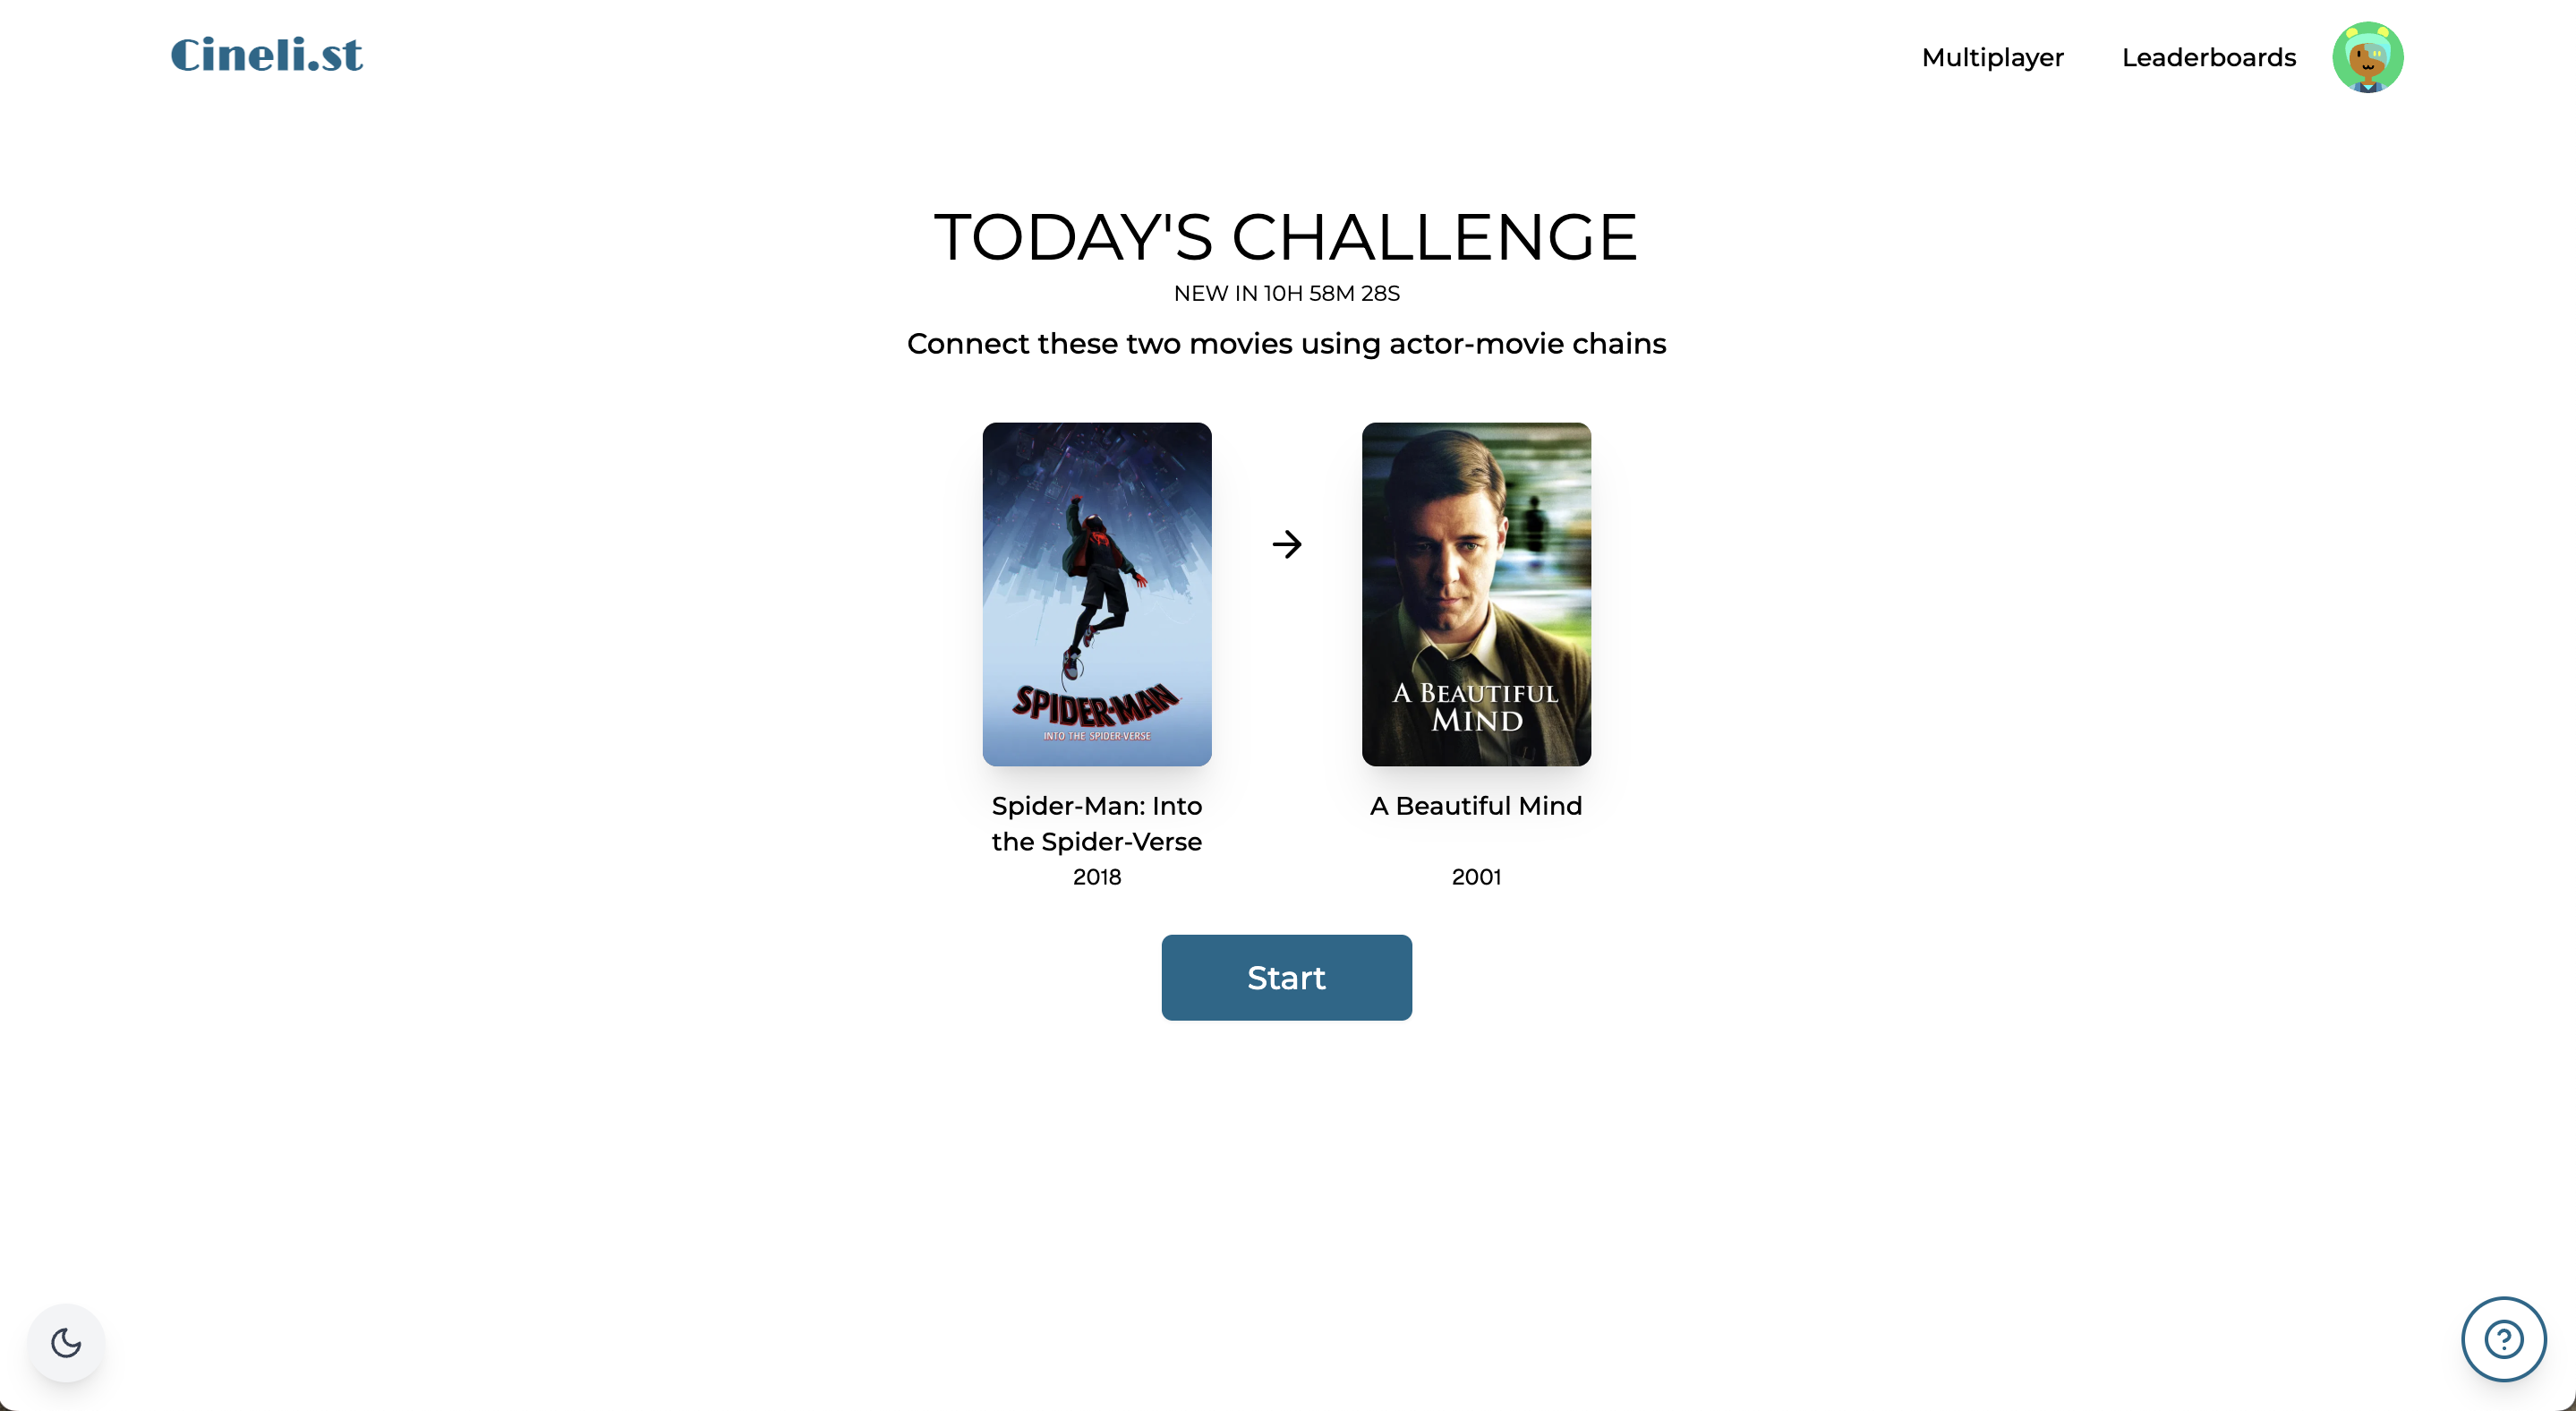 Cineli.st
Multiplayer
Leaderboards
TODAY'S CHALLENGE
NEW IN 10H 58M 28S
Connect these two movies using actor-movie chains
SPIDER-MAN
INTO THE SPIDER-VERSE
A BEAUTIFUL
MIND
Spider-Man: Into
the Spider-Verse
2018
A Beautiful Mind
2001
Start
?